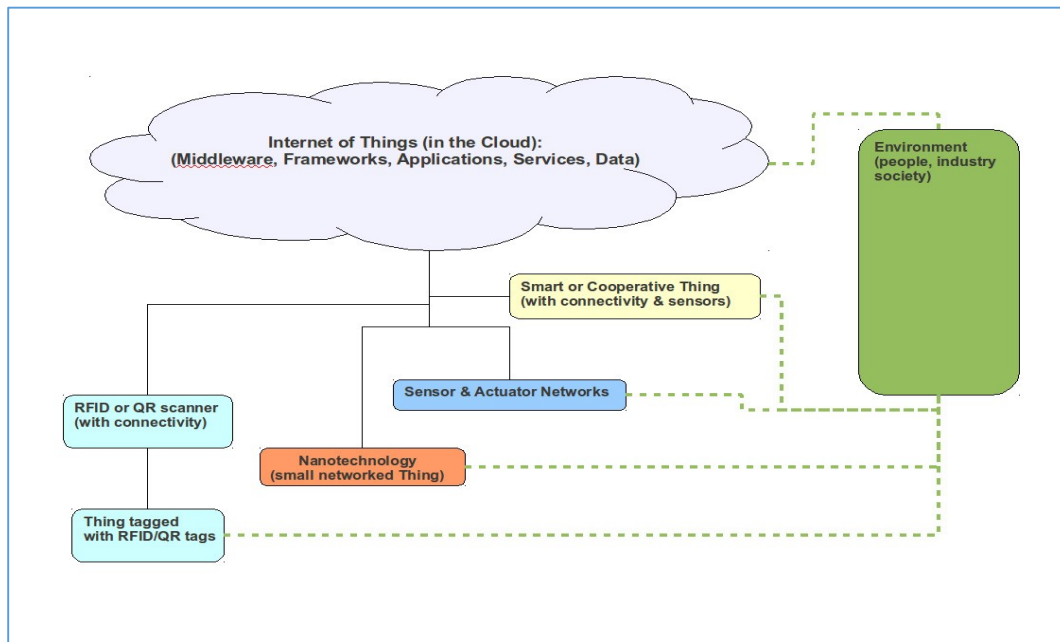 Internet of Things (in the Cloud):
(Middleware, Frameworks, Applications, Services, Data)
Environment
(people, industry
society)
Smart or Cooperative Thing
(with connectivity & sensors)
Sensor & Actuator Networks
RFID or QR scanner
(with connectivity)
Nanotechnology
(small networked Thing)
Thing tagged
with RFID/QR tags